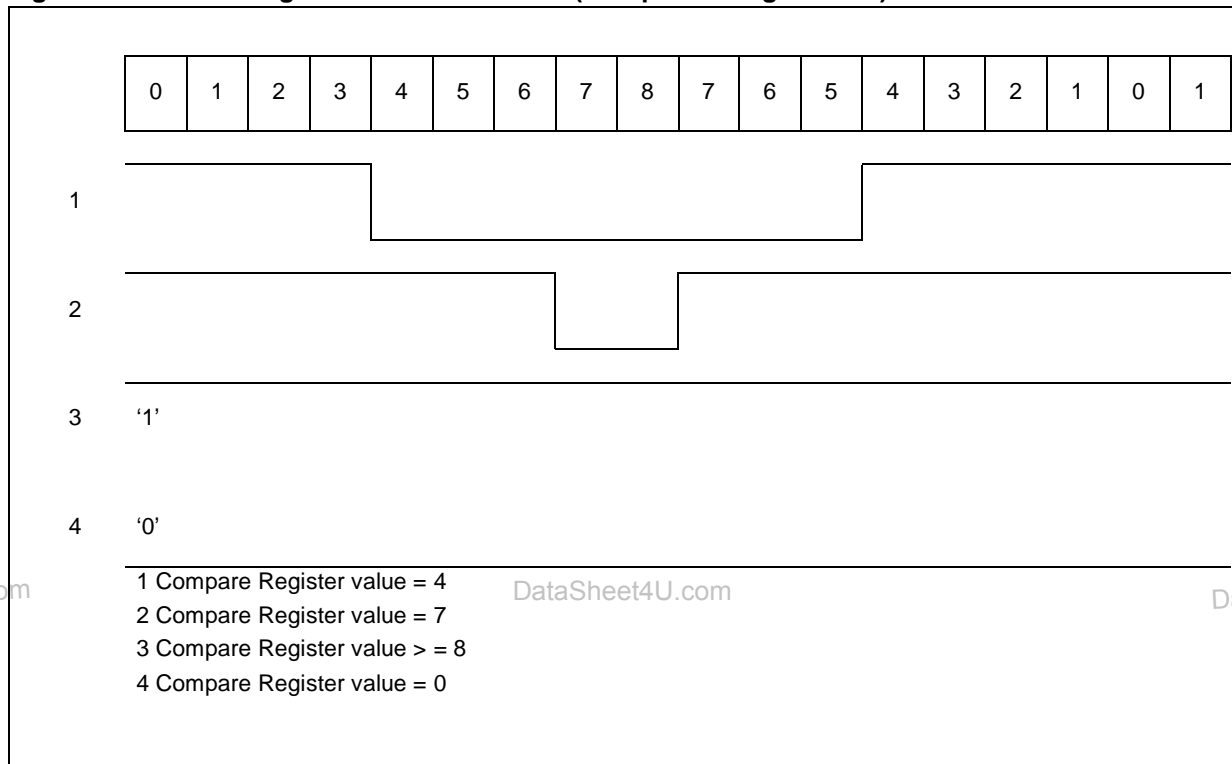 0 1 2 3 4 5 6 7 8 7 6 5 4 3 2 1 0 1
1
2
3 ‘1’
4 ‘0’
1 Compare Register value = 4
DataSheet4U.com
2 Compare Register value = 7
3 Compare Register value > = 8
4 Compare Register value = 0